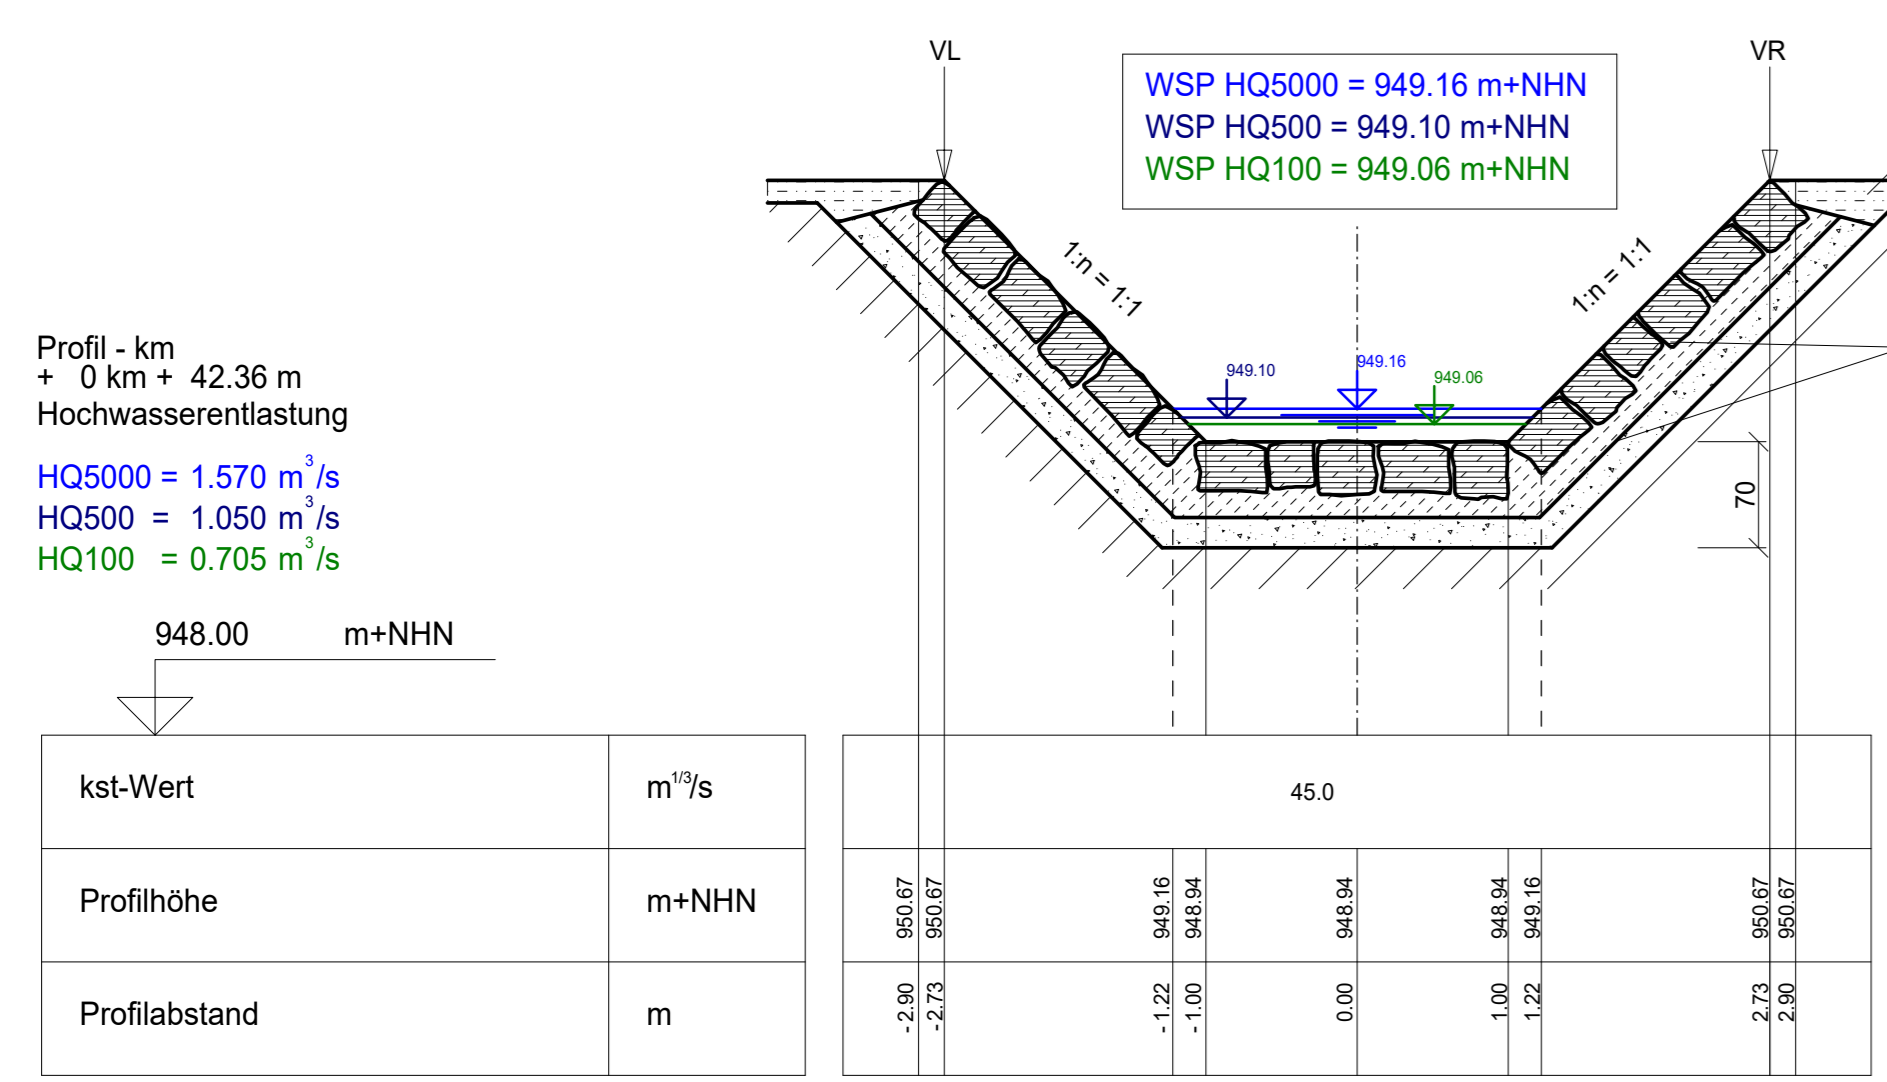 VL
VR
WSP HQ5000 = 949.16 m+NHN
WSP HQ500 = 949.10 m+NHN
WSP HQ100 = 949.06 m+NHN
1:n = 1:1
1:n = 1:1
949.10
949.16
949.06
70
Profil - km
+ 0 km + 42.36 m
Hochwasserentlastung
HQ5000 = 1.570 m³/s
HQ500 = 1.050 m³/s
HQ100 = 0.705 m³/s
948.00 m+NHN
kst-Wert m^1/3/s 45.0
Profilhöhe m+NHN 950.67 950.67 949.16 948.94 948.94 948.94 949.16 950.67 950.67
Profilabstand m - 2.90 - 2.73 - 1.22 - 1.00 0.00 1.00 1.22 2.73 2.90